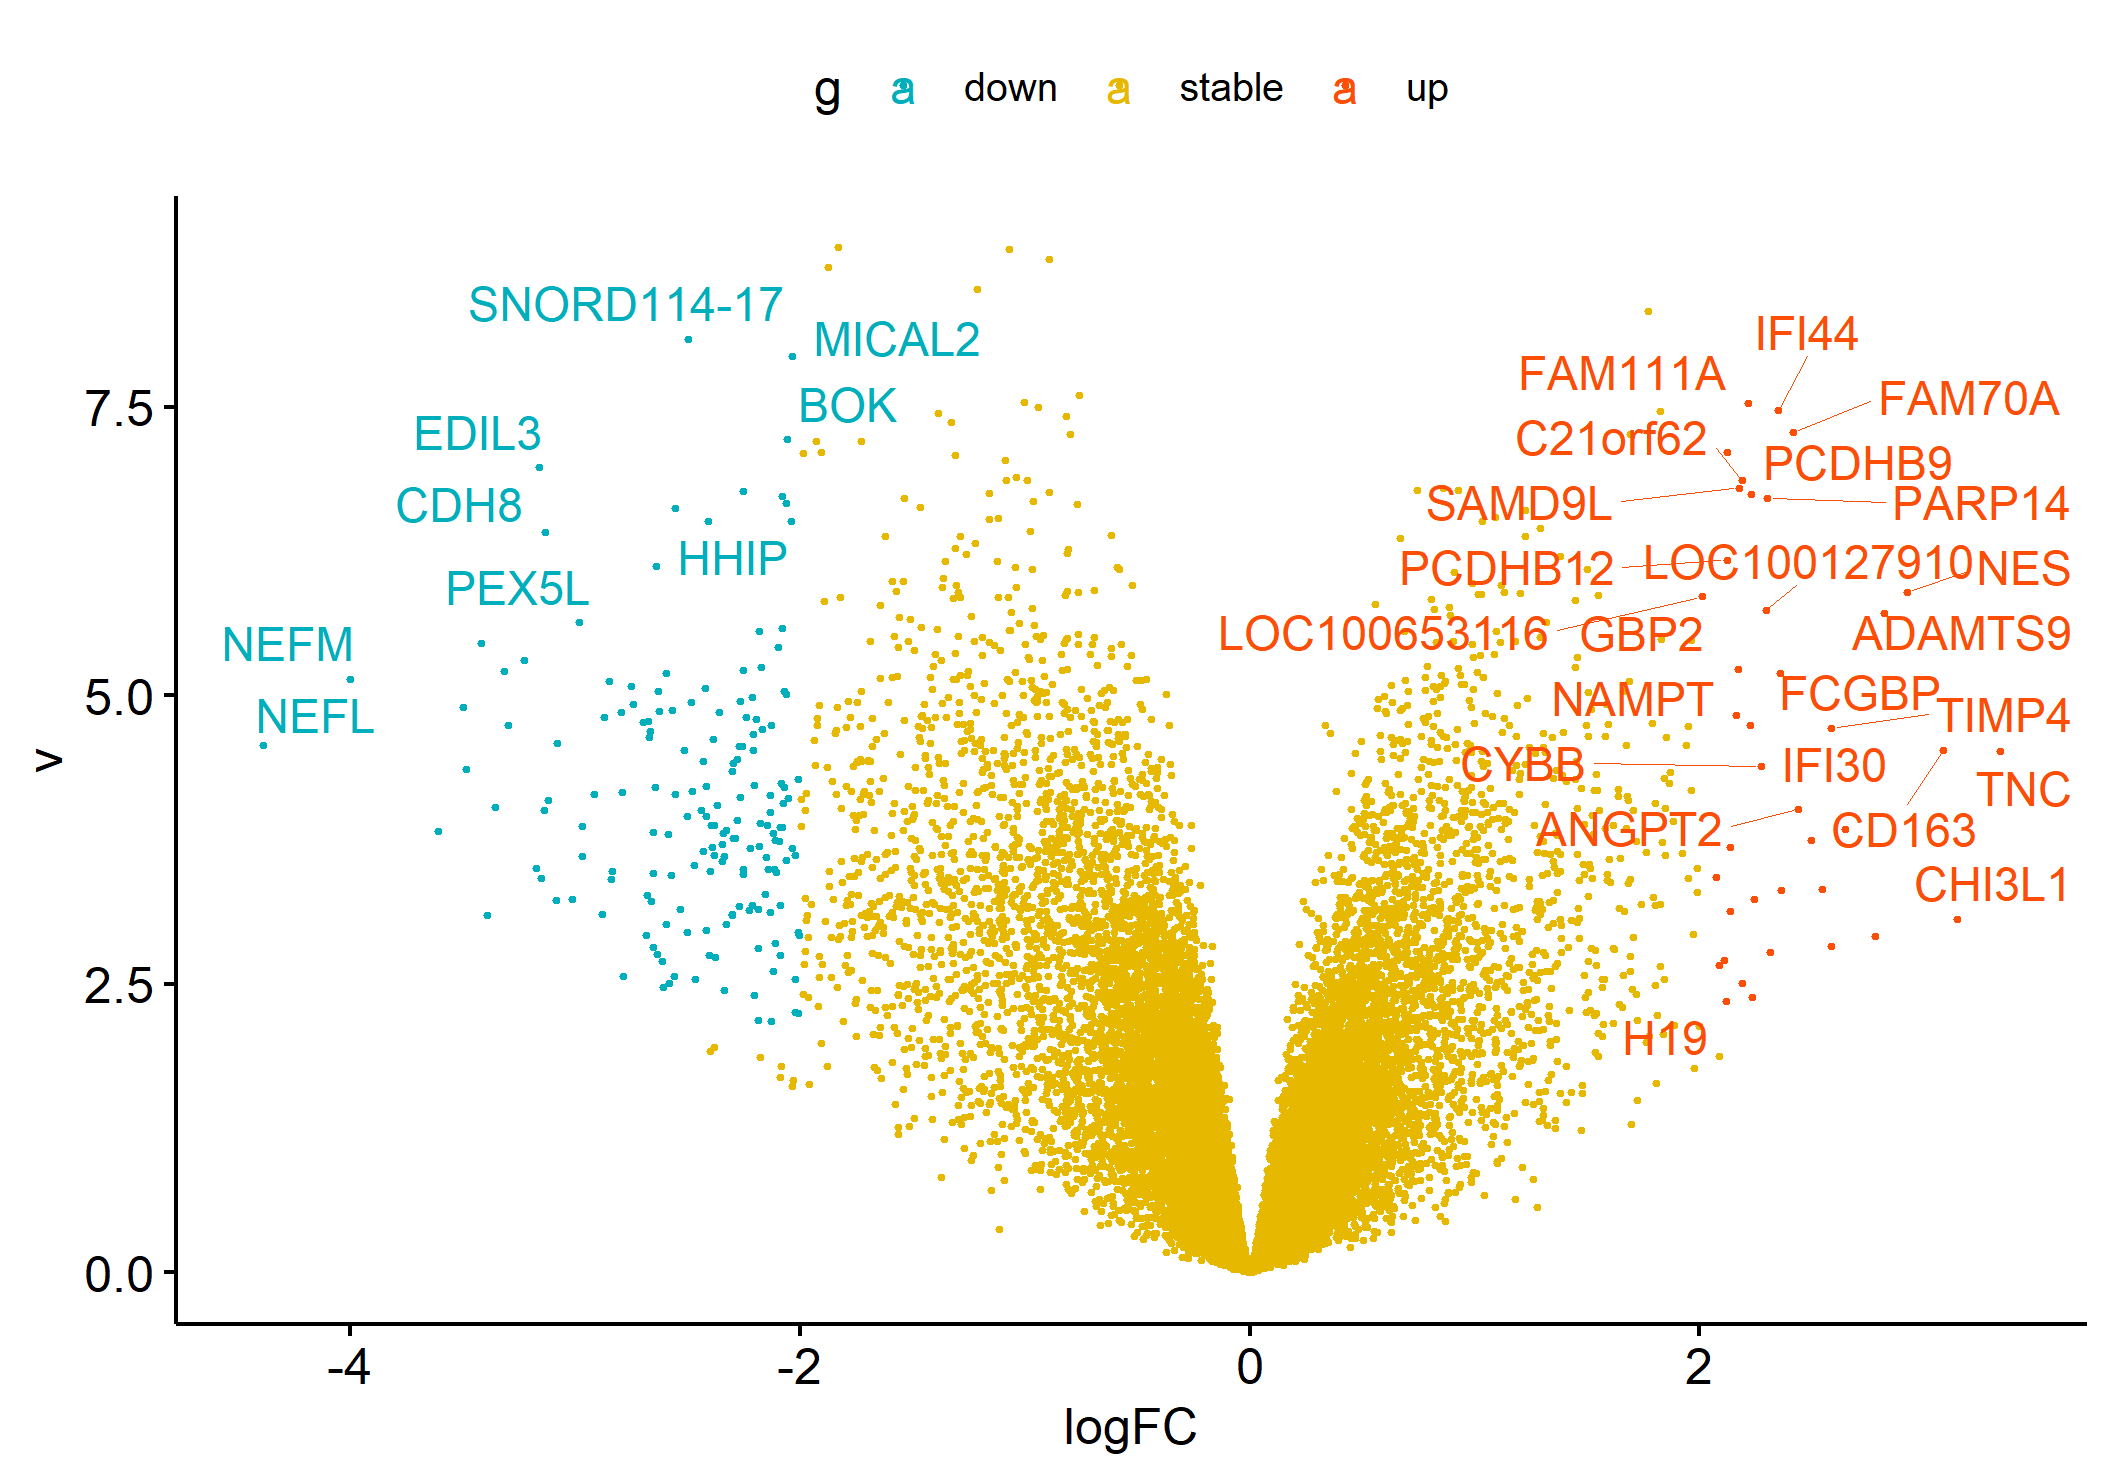 g a down a stable a up
SNORD114-17
MICAL2
BOK
EDIL3
CDH8
HHIP
PEX5L
NEFM
NEFL
IFI44
FAM111A
FAM70A
C21orf62
PCDHB9
SAMD9L
PARP14
PCDHB12
LOC100127910
NES
LOC100653116
GBP2
ADAMTS9
NAMPT
FCGBP
TIMP4
CYBB
IFI30
TNC
ANGPT2
CD163
CHI3L1
H19
7.5
5.0
2.5
0.0
v
-4
-2
0
2
logFC